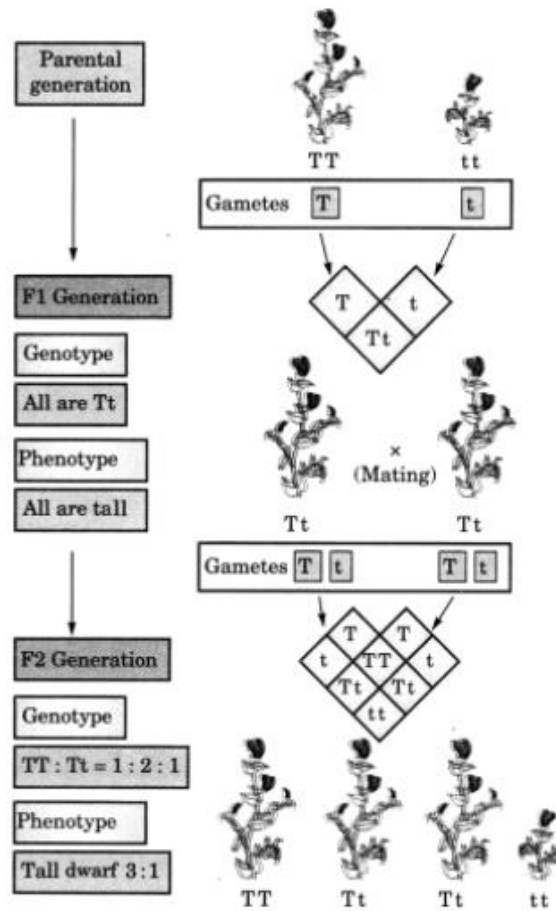 Parental
generation
TT tt
Gametes T t
F1 Generation
T t
Tt
Genotype
All are Tt
Phenotype
×
(Mating)
All are tall
Tt Tt
Gametes T t T t
F2 Generation
T T
t TT t
Tt Tt
tt
Genotype
TT : Tt = 1 : 2 : 1
Phenotype
Tall dwarf 3 : 1
TT Tt Tt tt